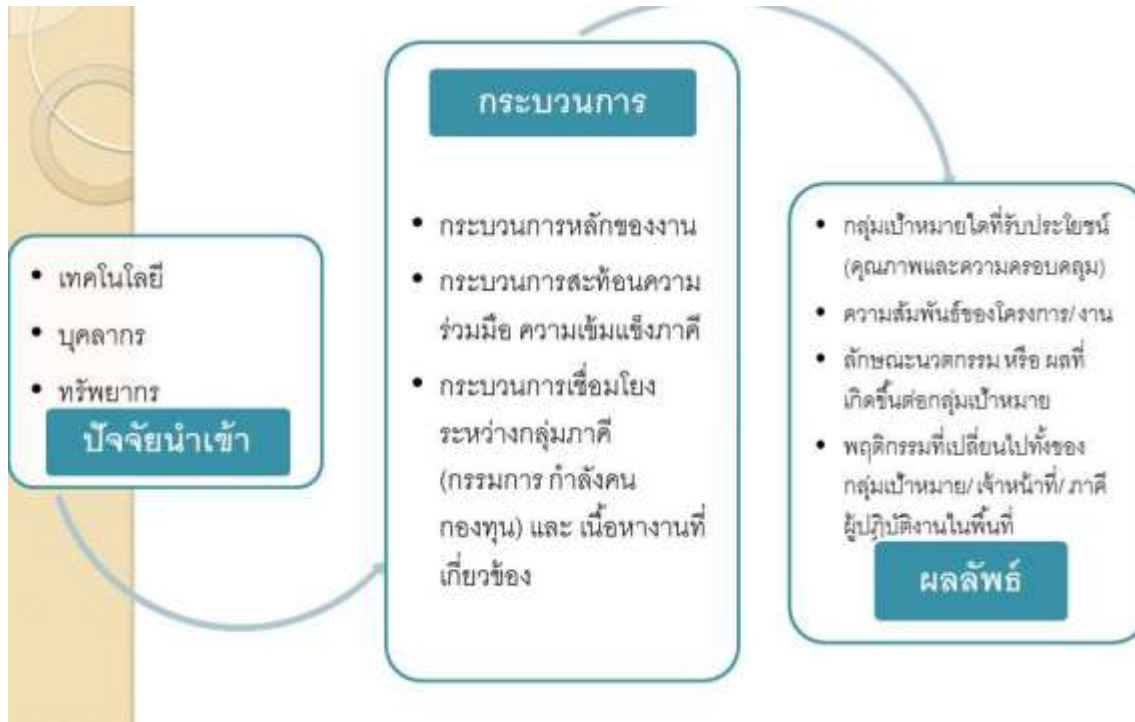 • เทคโนโลยี
• บุคลากร
• ทรัพยากร
ปัจจัยนำเข้า
กระบวนการ
• กระบวนการหลักของงาน
• กระบวนการสะท้อนความ
ร่วมมือ ความเข้มแข็งภาคี
• กระบวนการเชื่อมโยง
ระหว่างกลุ่มภาคี
(กรรมการ กำลังคน
กองทุน) และ เนื้อหางานที่
เกี่ยวข้อง
• กลุ่มเป้าหมายใดที่รับประโยชน์
(คุณภาพและความครอบคลุม)
• ความสัมพันธ์ของโครงการ/งาน
• ลักษณะนวตกรรม หรือ ผลที่
เกิดขึ้นต่อกลุ่มเป้าหมาย
• พฤติกรรมที่เปลี่ยนไปทั้งของ
กลุ่มเป้าหมาย/เจ้าหน้าที่/ภาคี
ผู้ปฏิบัติงานในพื้นที่
ผลลัพธ์